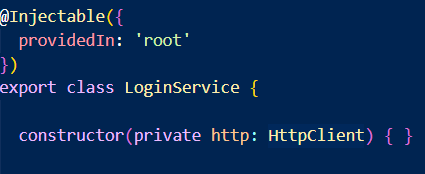 @Injectable({
  providedIn: 'root'
})
export class LoginService {
  constructor(private http: HttpClient) { }